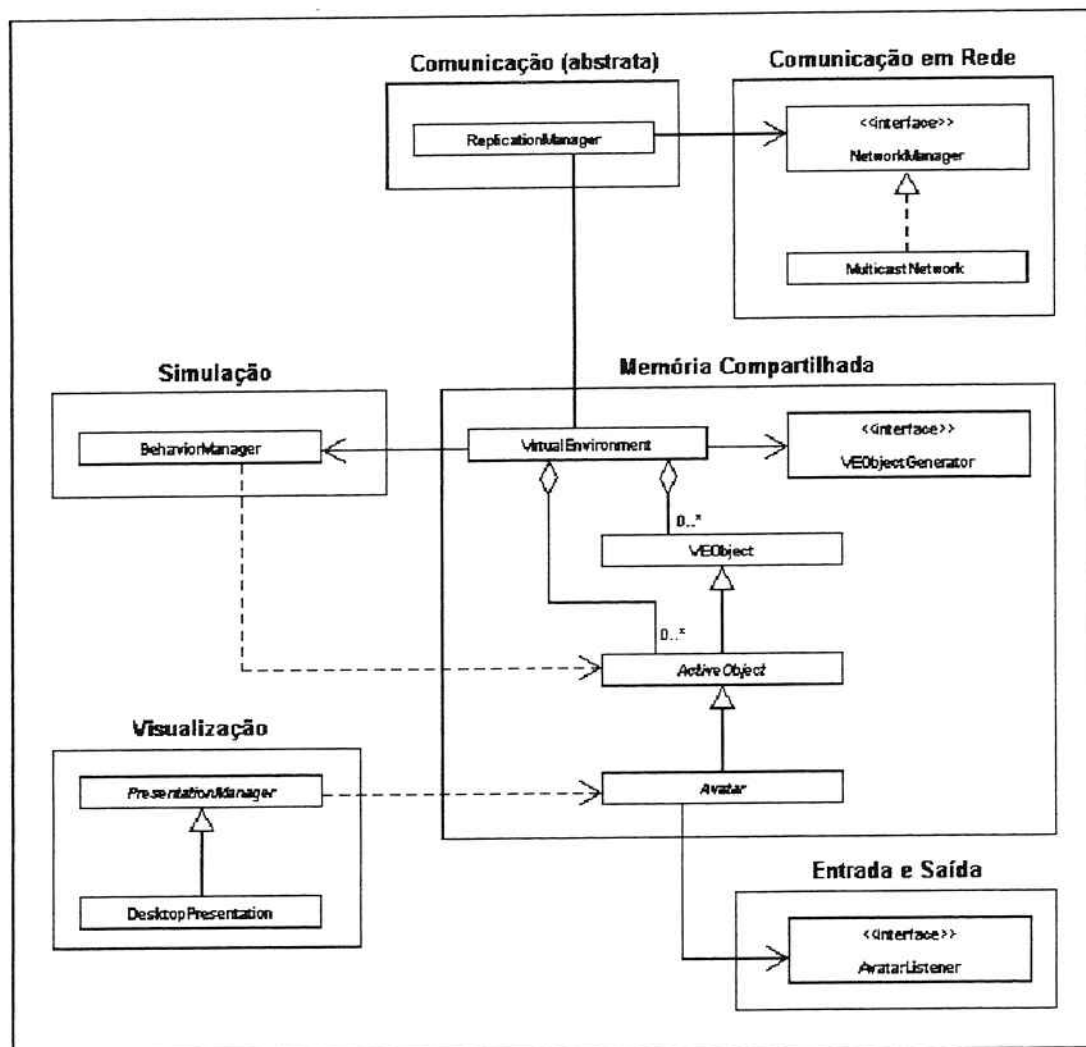 Comunicação (abstrata)
Comunicação em Rede
ReplicationManager
<<interface>>
NetworkManager
MulticastNetwork
Simulação
Memória Compartilhada
BehaviorManager
VirtualEnvironment
<<interface>>
VEObjectGenerator
0..*
VEObject
0..*
ActiveObject
Visualização
PresentationManager
Avatar
DesktopPresentation
Entrada e Saída
<<interface>>
AvatarListener